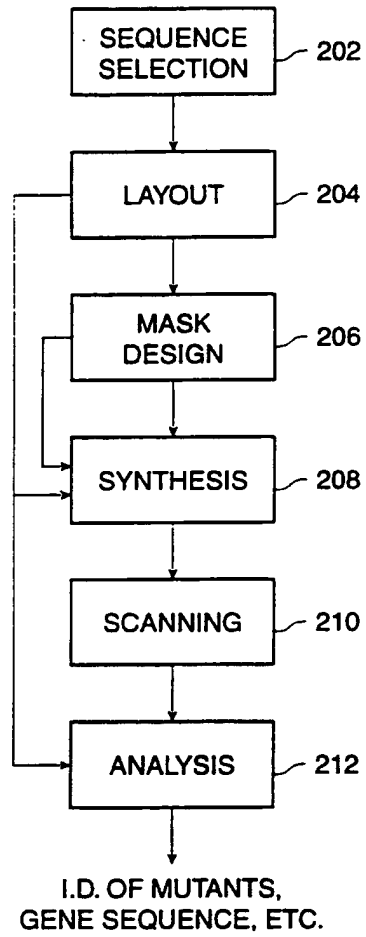 SEQUENCE
SELECTION
202
LAYOUT
204
MASK
DESIGN
206
SYNTHESIS
208
SCANNING
210
ANALYSIS
212
I.D. OF MUTANTS,
GENE SEQUENCE, ETC.